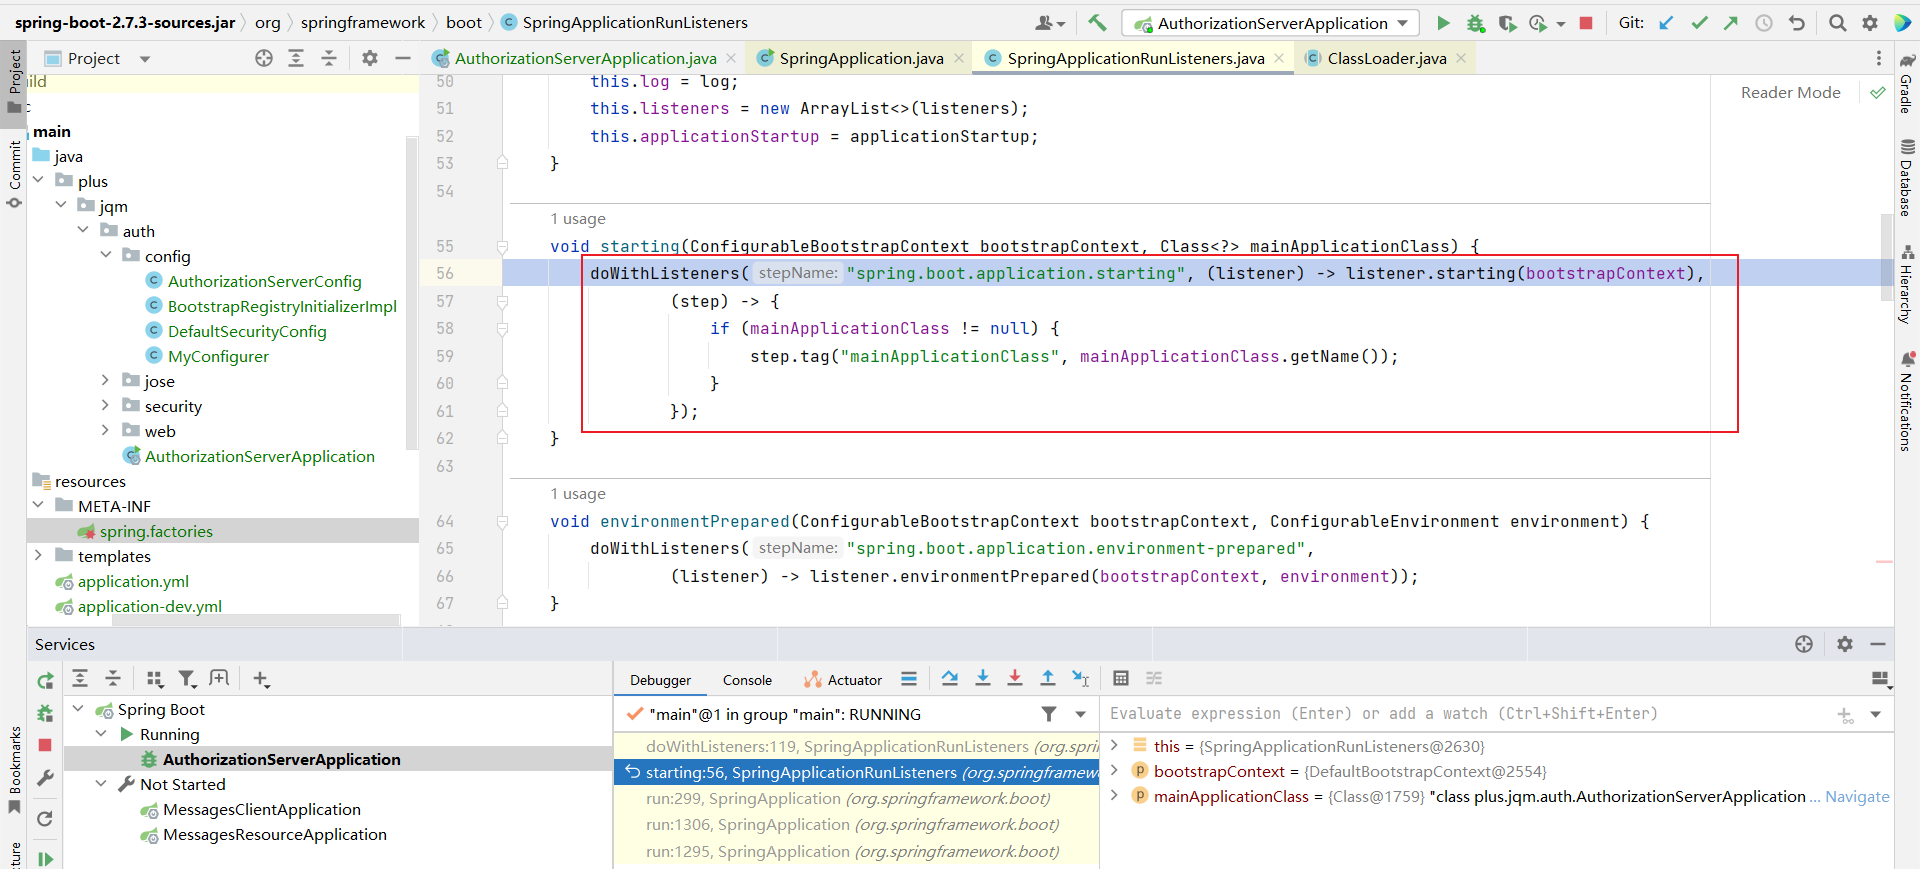 spring-boot-2.7.3-sources.jar org springframework boot SpringApplicationRunListeners
AuthorizationServerApplication Git:
Project
AuthorizationServerApplication.java SpringApplication.java SpringApplicationRunListeners.java ClassLoader.java
Project
Commit
Bookmarks
main
java
plus
jqm
auth
config
AuthorizationServerConfig
BootstrapRegistryInitializerImpl
DefaultSecurityConfig
MyConfigurer
jose
security
web
AuthorizationServerApplication
resources
META-INF
spring.factories
templates
application.yml
application-dev.yml
Reader Mode
50 this.log = log;
51 this.listeners = new ArrayList<>(listeners);
52 this.applicationStartup = applicationStartup;
53 }
54
1 usage
55 void starting(ConfigurableBootstrapContext bootstrapContext, Class<?> mainApplicationClass) {
56 doWithListeners( stepName: "spring.boot.application.starting", (listener) -> listener.starting(bootstrapContext),
57 (step) -> {
58 if (mainApplicationClass != null) {
59 step.tag("mainApplicationClass", mainApplicationClass.getName());
60 }
61 });
62 }
63
1 usage
64 void environmentPrepared(ConfigurableBootstrapContext bootstrapContext, ConfigurableEnvironment environment) {
65 doWithListeners( stepName: "spring.boot.application.environment-prepared",
66 (listener) -> listener.environmentPrepared(bootstrapContext, environment));
67 }
Gradle
Database
Hierarchy
Notifications
Services
Spring Boot
Running
AuthorizationServerApplication
Not Started
MessagesClientApplication
MessagesResourceApplication
Debugger Console Actuator
"main"@1 in group "main": RUNNING
doWithListeners:119, SpringApplicationRunListeners (org.spri
starting:56, SpringApplicationRunListeners (org.springframew
run:299, SpringApplication (org.springframework.boot)
run:1306, SpringApplication (org.springframework.boot)
run:1295, SpringApplication (org.springframework.boot)
Evaluate expression (Enter) or add a watch (Ctrl+Shift+Enter)
this = {SpringApplicationRunListeners@2630}
bootstrapContext = {DefaultBootstrapContext@2554}
mainApplicationClass = {Class@1759} "class plus.jqm.auth.AuthorizationServerApplication ... Navigate